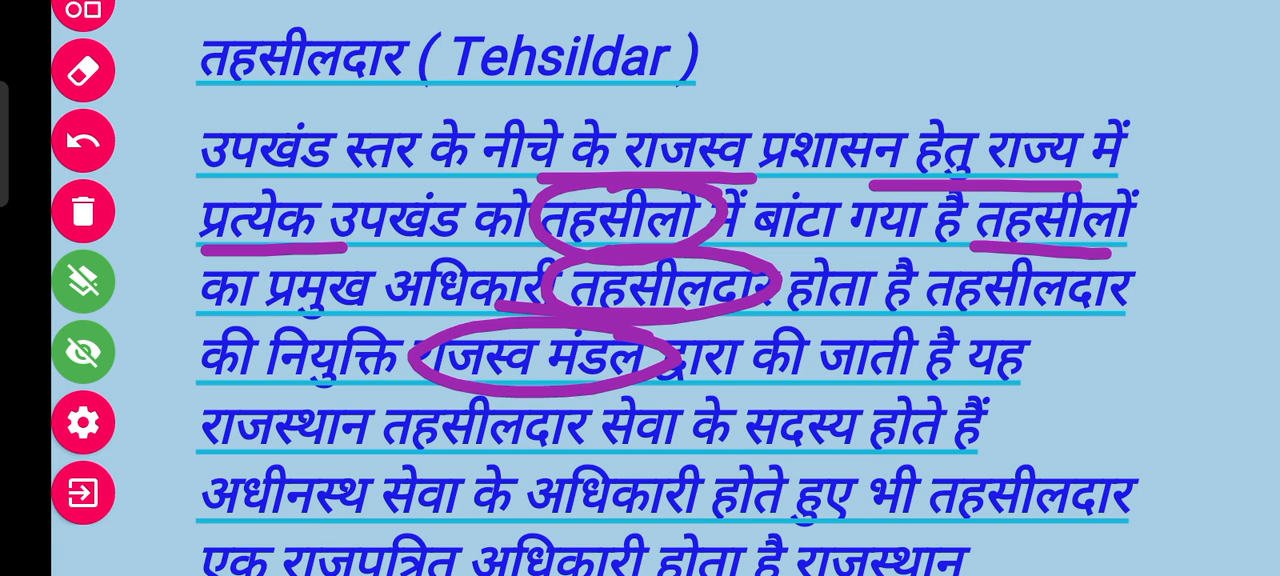 तहसीलदार ( Tehsildar )
उपखंड स्तर के नीचे के राजस्व प्रशासन हेतु राज्य में
प्रत्येक उपखंड को तहसीलों में बांटा गया है तहसीलों
का प्रमुख अधिकारी तहसीलदार होता है तहसीलदार
की नियुक्ति राजस्व मंडल द्वारा की जाती है यह
राजस्थान तहसीलदार सेवा के सदस्य होते हैं
अधीनस्थ सेवा के अधिकारी होते हुए भी तहसीलदार
एक राजपत्रित अधिकारी होता है राजस्थान